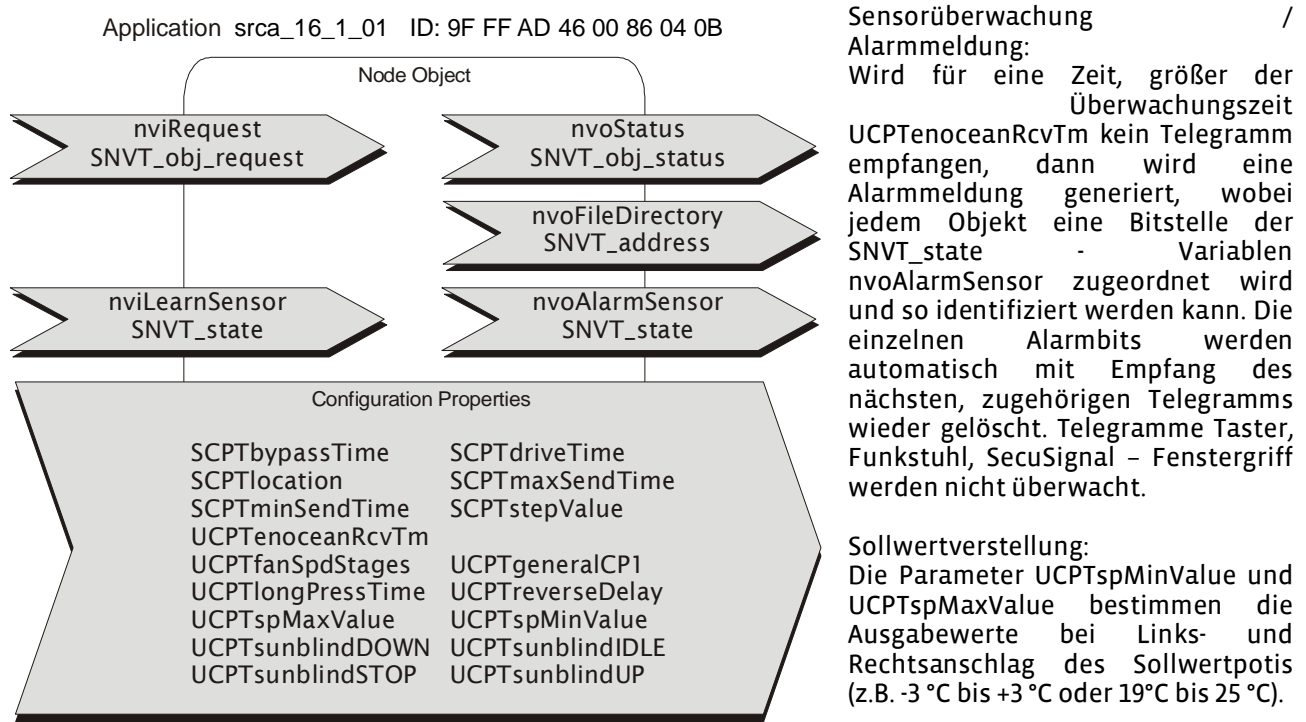 Application srca_16_1_01 ID: 9F FF AD 46 00 86 04 0B
Node Object
nviRequest
SNVT_obj_request
nvoStatus
SNVT_obj_status
nvoFileDirectory
SNVT_address
nviLearnSensor
SNVT_state
nvoAlarmSensor
SNVT_state
Configuration Properties
SCPTbypassTime SCPTdriveTime
SCPTlocation SCPTmaxSendTime
SCPTminSendTime SCPTstepValue
UCPTenoceanRcvTm
UCPTfanSpdStages UCPTgeneralCP1
UCPTlongPressTime UCPTreverseDelay
UCPTspMaxValue UCPTspMinValue
UCPTsunblindDOWN UCPTsunblindIDLE
UCPTsunblindSTOP UCPTsunblindUP
Sensorüberwachung /
Alarmmeldung:
Wird für eine Zeit, größer der
Überwachungszeit
UCPTenoceanRcvTm kein Telegramm
empfangen, dann wird eine
Alarmmeldung generiert, wobei
jedem Objekt eine Bitstelle der
SNVT_state - Variablen
nvoAlarmSensor zugeordnet wird
und so identifiziert werden kann. Die
einzelnen Alarmbits werden
automatisch mit Empfang des
nächsten, zugehörigen Telegramms
wieder gelöscht. Telegramme Taster,
Funkstuhl, SecuSignal – Fenstergriff
werden nicht überwacht.
Sollwertverstellung:
Die Parameter UCPTspMinValue und
UCPTspMaxValue bestimmen die
Ausgabewerte bei Links- und
Rechtsanschlag des Sollwertpotis
(z.B. -3 °C bis +3 °C oder 19°C bis 25 °C).